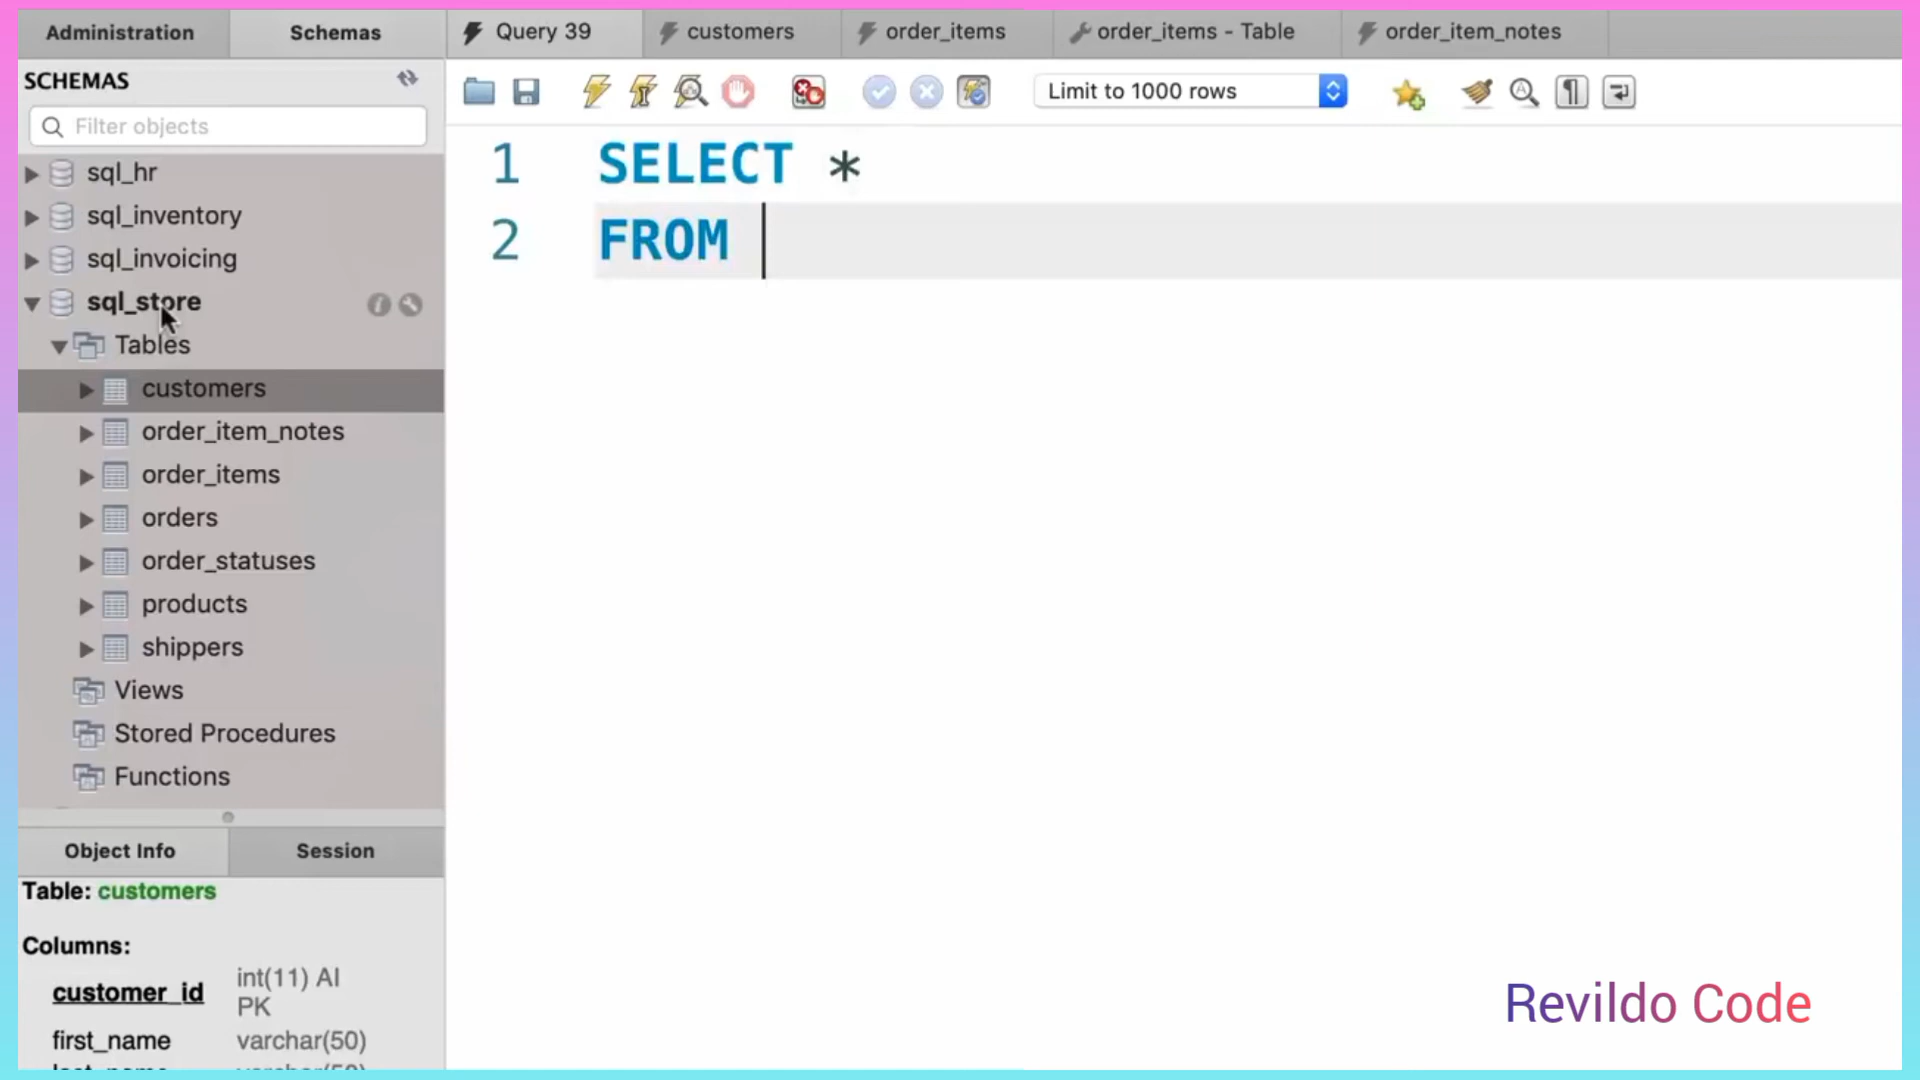 Administration
Schemas
Query 39
customers
order_items
order_items - Table
order_item_notes
SCHEMAS
Filter objects
Limit to 1000 rows
sql_hr
sql_inventory
sql_invoicing
sql_store
Tables
customers
order_item_notes
order_items
orders
order_statuses
products
shippers
Views
Stored Procedures
Functions
1 SELECT *
2 FROM
Object Info
Session
Table: customers
Columns:
customer_id int(11) AI
PK
first_name varchar(50)
Revildo Code